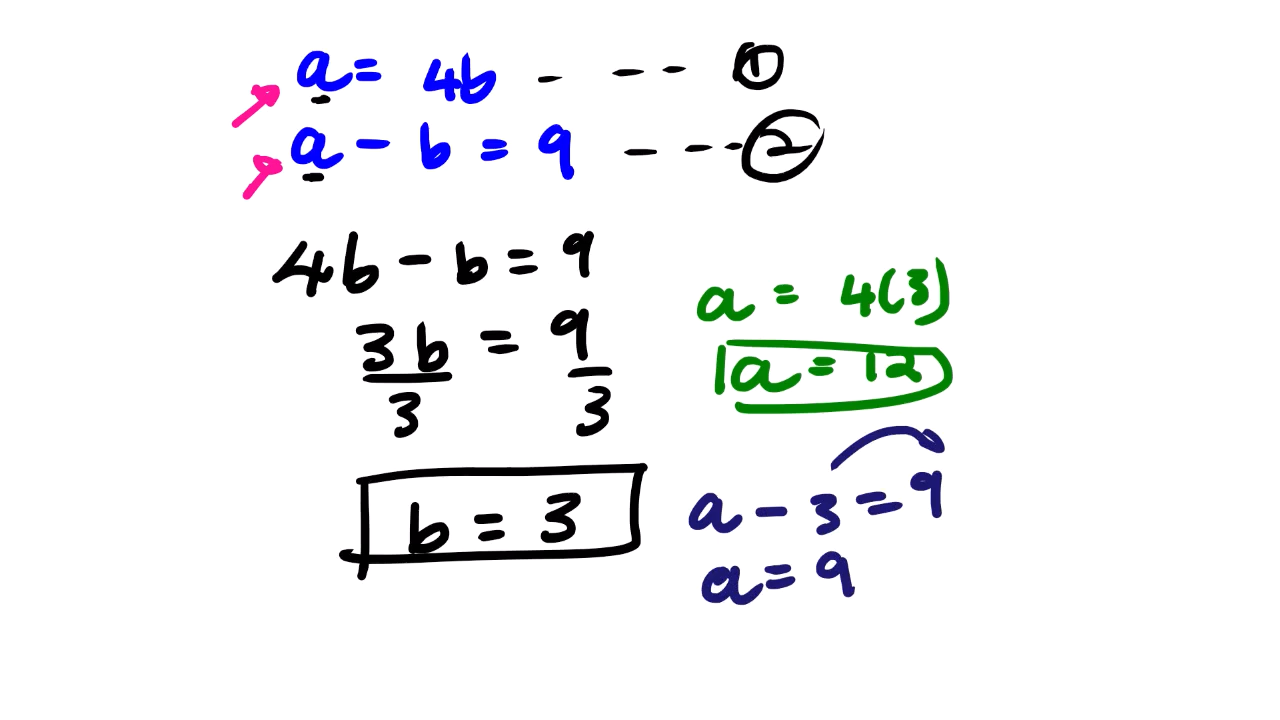 a = 4b - -- - ①
a - b = 9 - - - ②
4b - b = 9
3b = 9
3 3
b = 3
a = 4(3)
a = 12
a - 3 = 9
a = 9